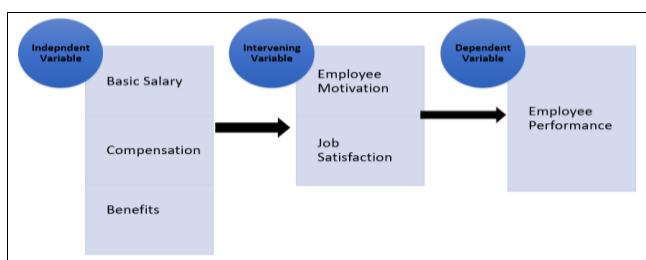 Indepndent
Variable
Basic Salary
Compensation
Benefits
Intervening
Variable
Employee
Motivation
Job
Satisfaction
Dependent
Variable
Employee
Performance